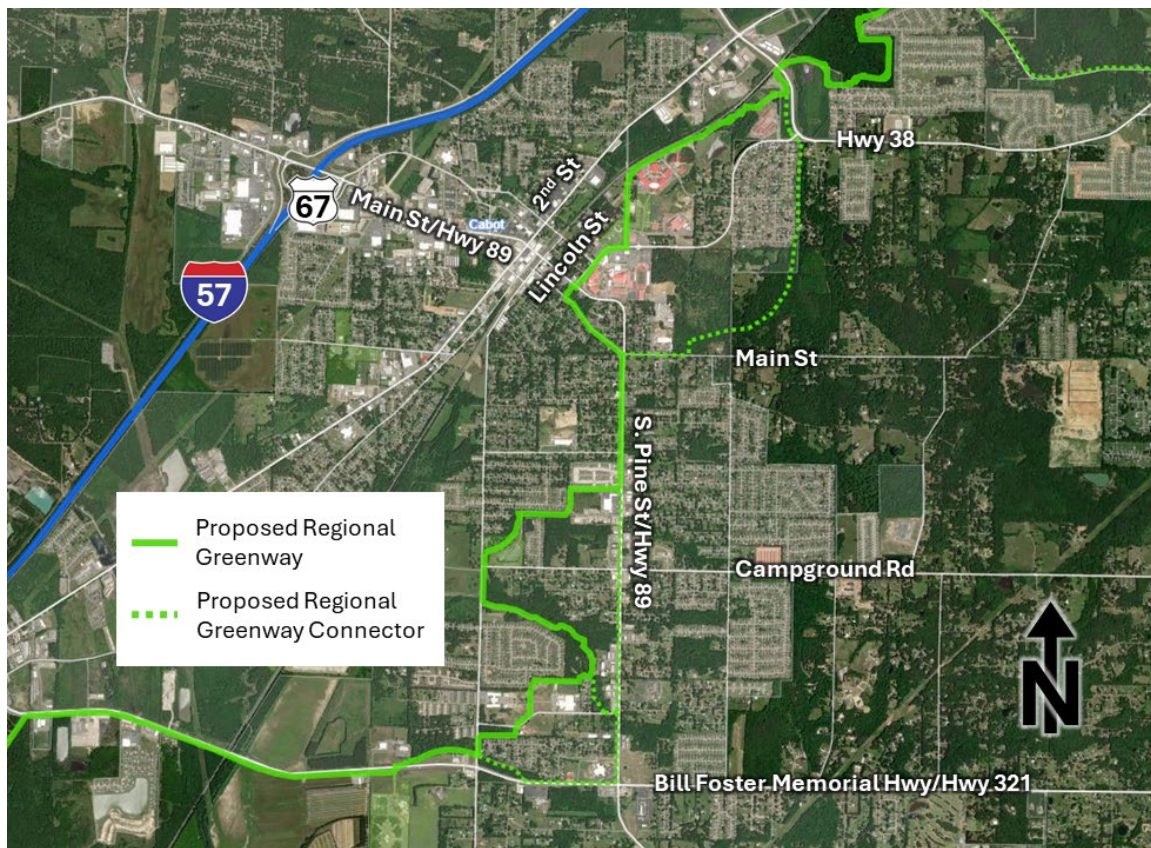 Hwy 38
2nd St
67
Main St/Hwy 89
Cabot
Lincoln St
57
Main St
S. Pine St/Hwy 89
Proposed Regional
Greenway
Proposed Regional
Greenway Connector
Campground Rd
N
Bill Foster Memorial Hwy/Hwy 321